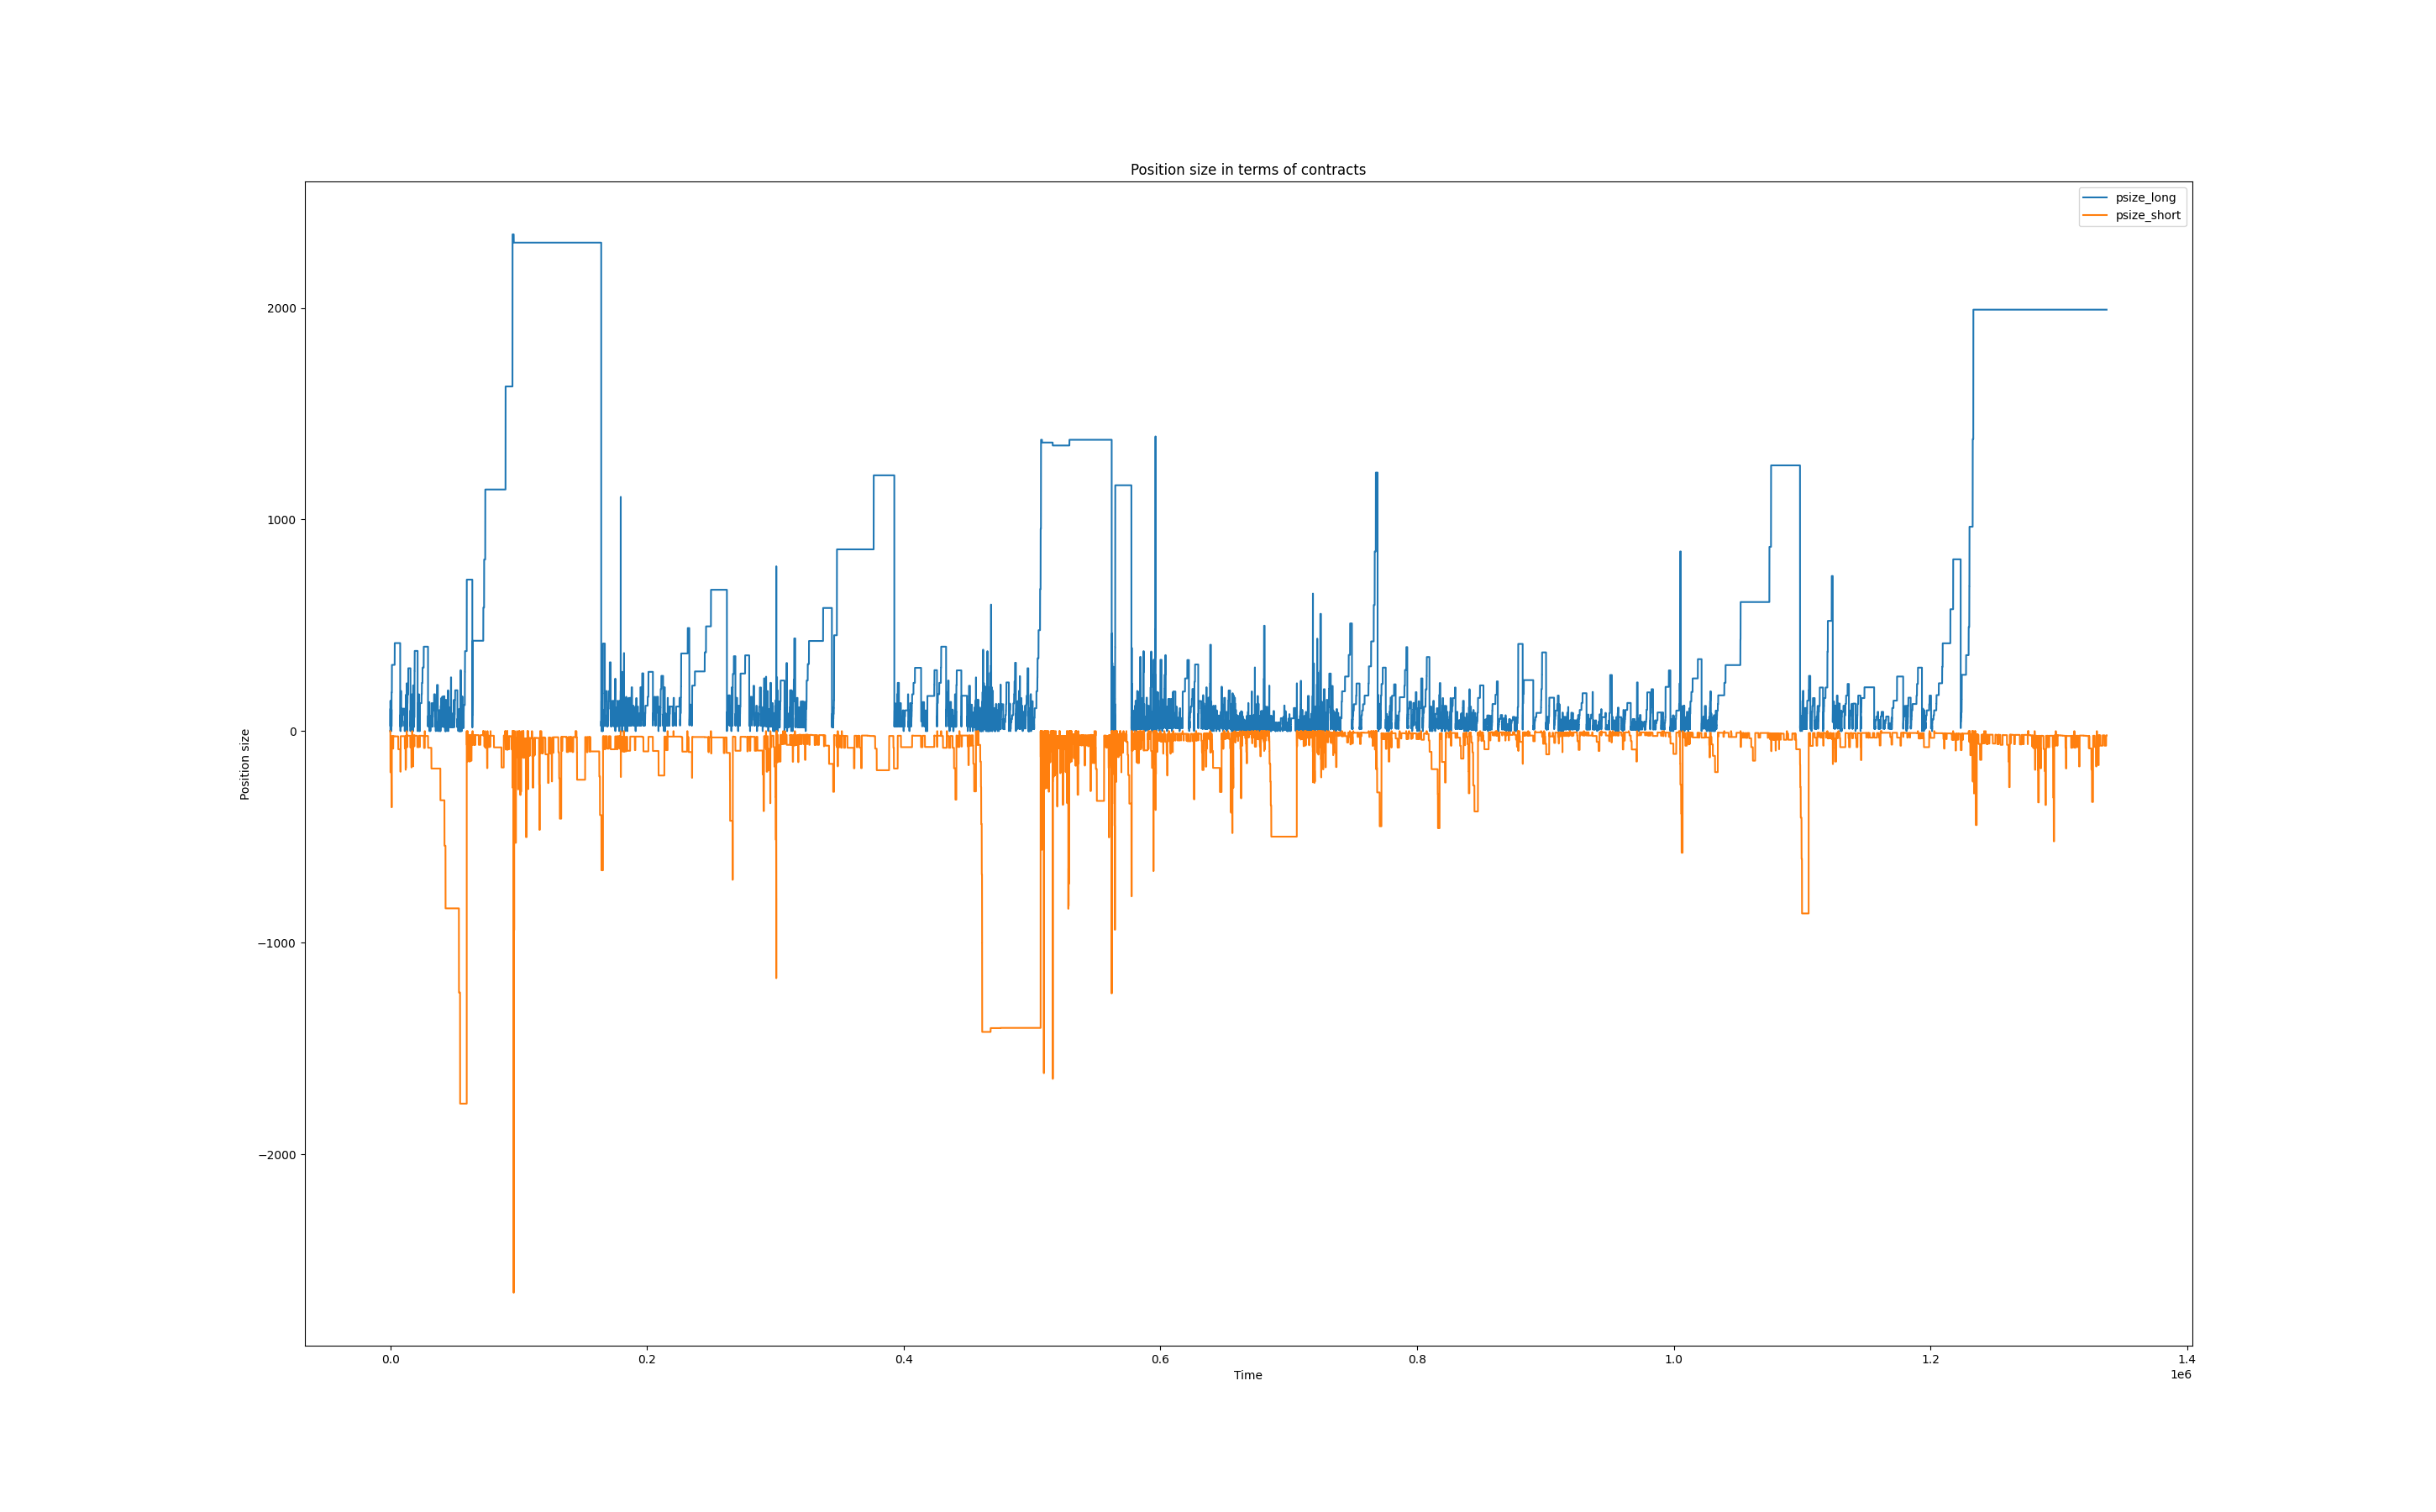 Position size in terms of contracts
psize_long
psize_short
Position size
2000
1000
0
−1000
−2000
0.0 0.2 0.4 0.6 0.8 1.0 1.2 1.4
1e6
Time